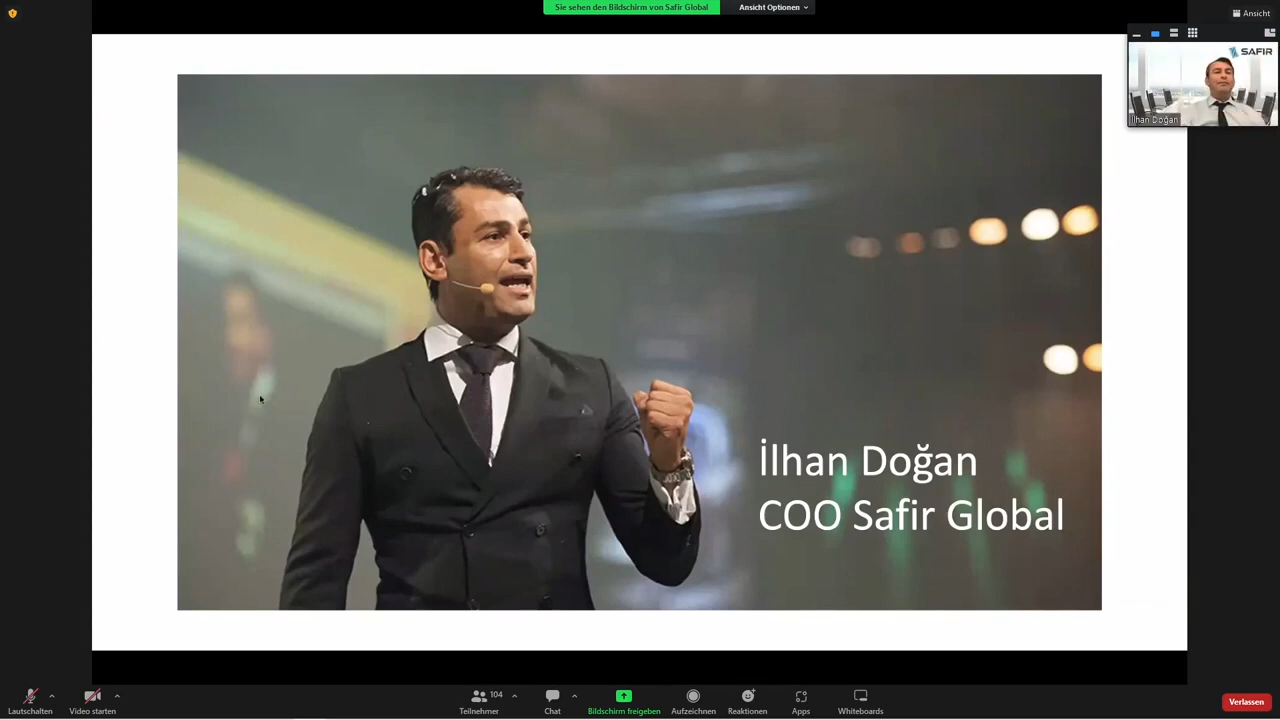 Sie sehen den Bildschirm von Safir Global
Ansicht Optionen
Ansicht
SAFIR
İlhan Doğan
İlhan Doğan
COO Safir Global
Lautschalten
Video starten
104
Teilnehmer
Chat
Bildschirm freigeben
Aufzeichnen
Reaktionen
Apps
Whiteboards
Verlassen